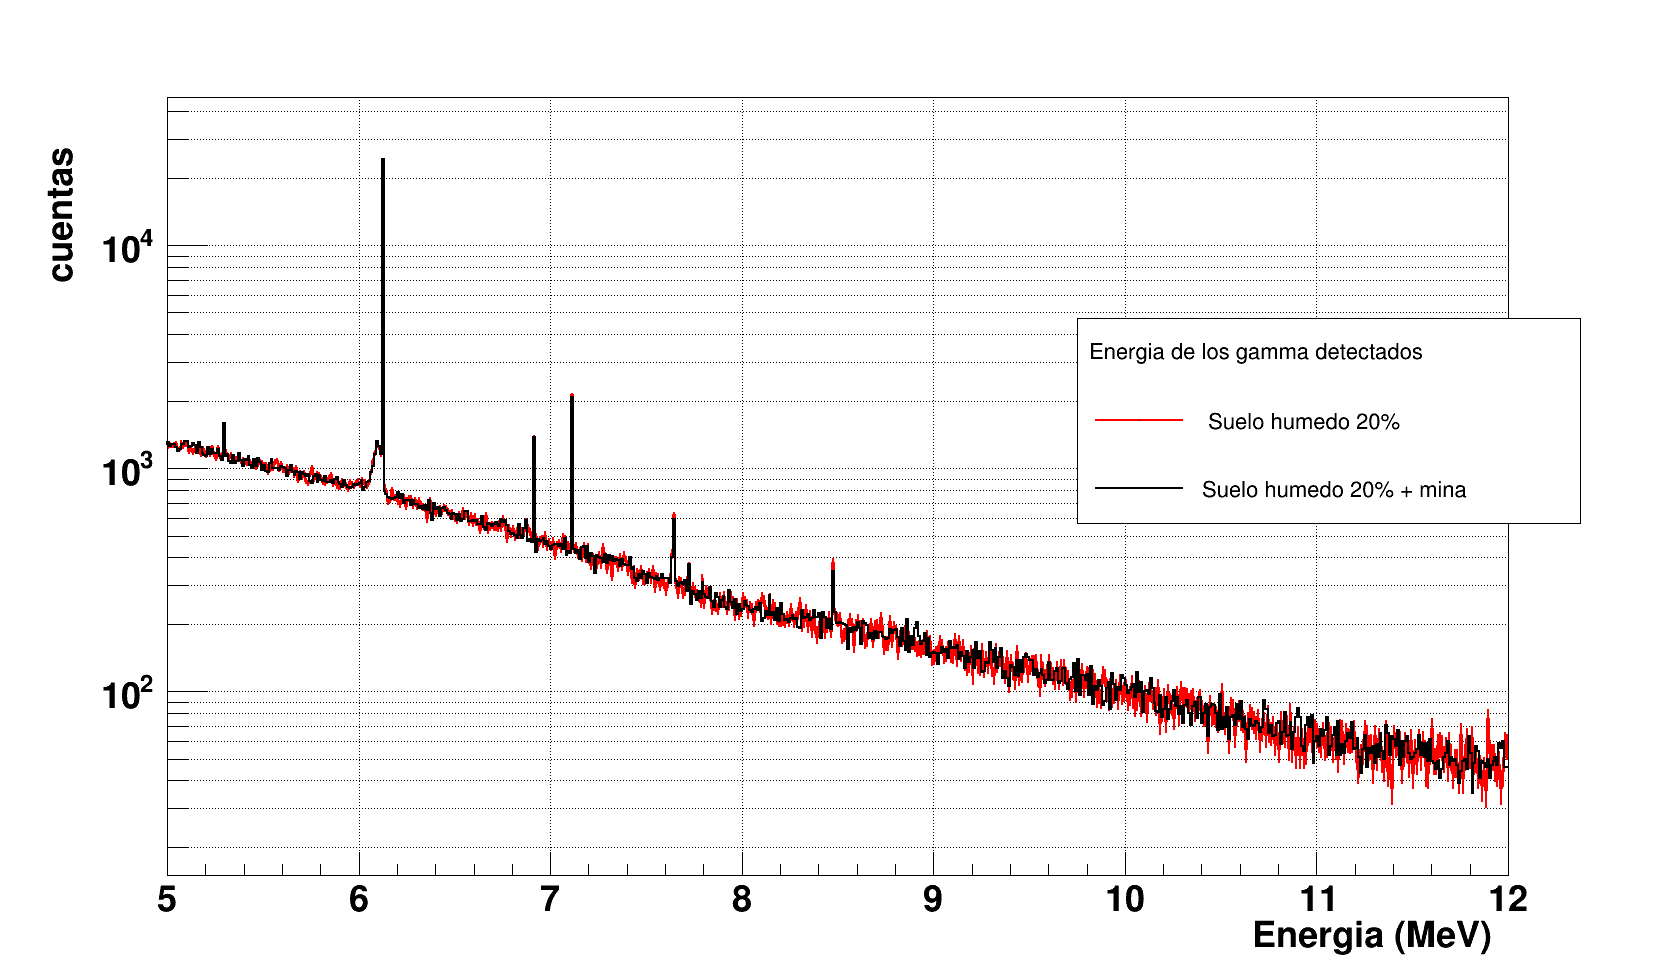 cuentas
10^4
10^3
10^2
Energia de los gamma detectados
Suelo humedo 20%
Suelo humedo 20% + mina
5 6 7 8 9 10 11 12
Energia (MeV)